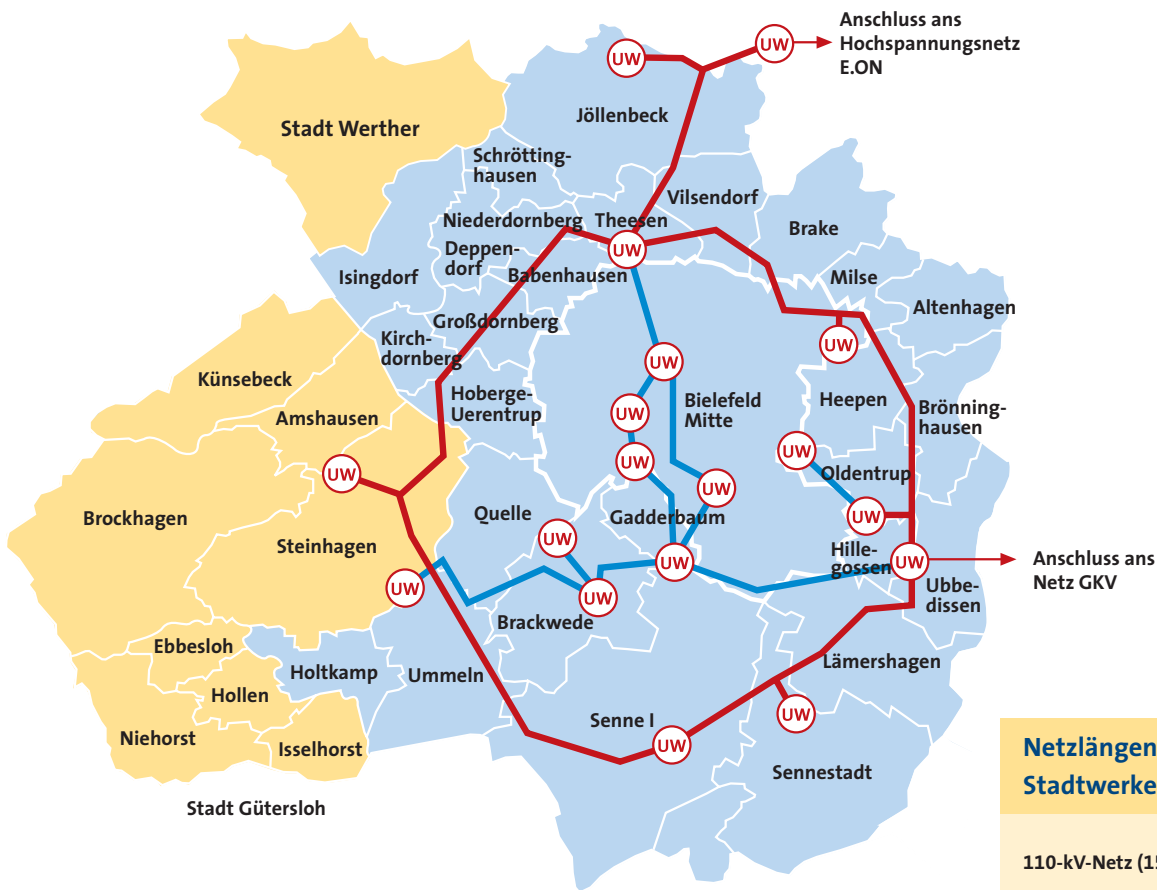 Anschluss ans
Hochspannungsnetz
E.ON
UW
UW
Jöllenbeck
Stadt Werther
Schrötting-
hausen
Vilsendorf
Niederdornberg
Theesen
Brake
UW
Deppen-
dorf
Babenhausen
Isingdorf
Milse
Altenhagen
Großdornberg
Kirch-
dornberg
UW
UW
Künsebeck
Hoberge-
Uerentrup
Bielefeld
Mitte
Heepen
Brönning-
hausen
Amshausen
UW
UW
UW
UW
Oldentrup
UW
Brockhagen
Quelle
Gadderbaum
UW
Steinhagen
UW
Hille-
gossen
UW
UW
Anschluss ans
Netz GKV
UW
UW
Ubbe-
dissen
Brackwede
Ebbesloh
Holtkamp
Ummeln
Lämershagen
Hollen
Niehorst
Isselhorst
Senne I
UW
UW
Sennestadt
Stadt Gütersloh
Netzlängen
Stadtwerke
110-kV-Netz (15